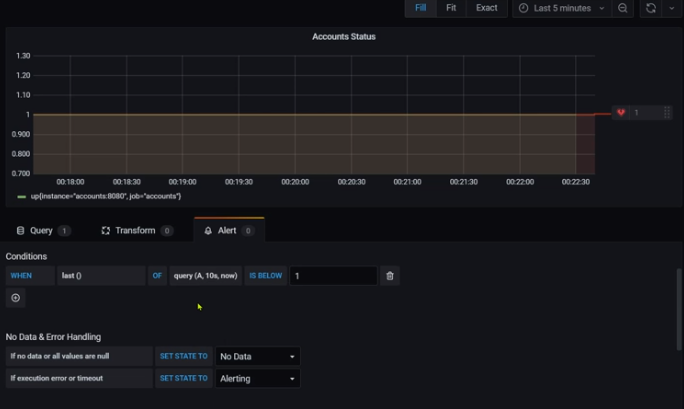 Fill Fit Exact Last 5 minutes
Accounts Status
1.30
1.20
1.10
1 1
0.900
0.800
0.700
00:18:00 00:18:30 00:19:00 00:19:30 00:20:00 00:20:30 00:21:00 00:21:30 00:22:00 00:22:30
up{instance="accounts:8080", job="accounts"}
Query 1 Transform 0 Alert 0
Conditions
WHEN last () OF query (A, 10s, now) IS BELOW 1
No Data & Error Handling
If no data or all values are null SET STATE TO No Data
If execution error or timeout SET STATE TO Alerting